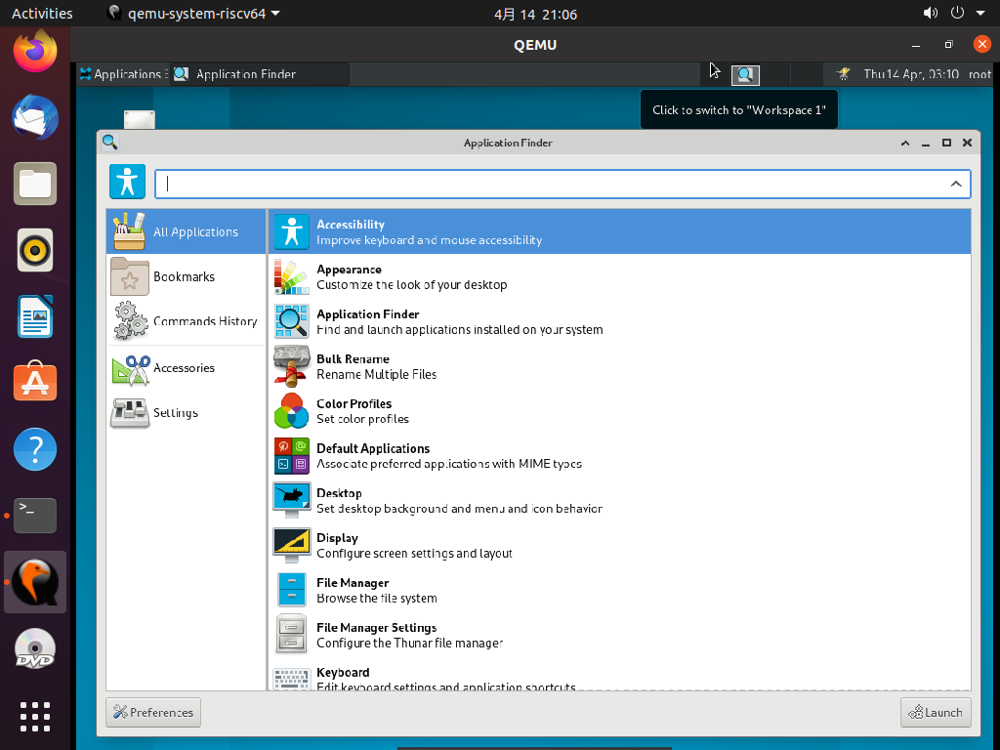 Activities
qemu-system-riscv64
4月 14 21:06
QEMU
Applications
Application Finder
Thu 14 Apr, 03:10
root
Click to switch to "Workspace 1"
Application Finder
All Applications
Bookmarks
Commands History
Accessories
Settings
Accessibility
Improve keyboard and mouse accessibility
Appearance
Customize the look of your desktop
Application Finder
Find and launch applications installed on your system
Bulk Rename
Rename Multiple Files
Color Profiles
Set color profiles
Default Applications
Associate preferred applications with MIME types
Desktop
Set desktop background and menu and icon behavior
Display
Configure screen settings and layout
File Manager
Browse the file system
File Manager Settings
Configure the Thunar file manager
Keyboard
Edit keyboard settings and application shortcuts
Preferences
Launch
DVD